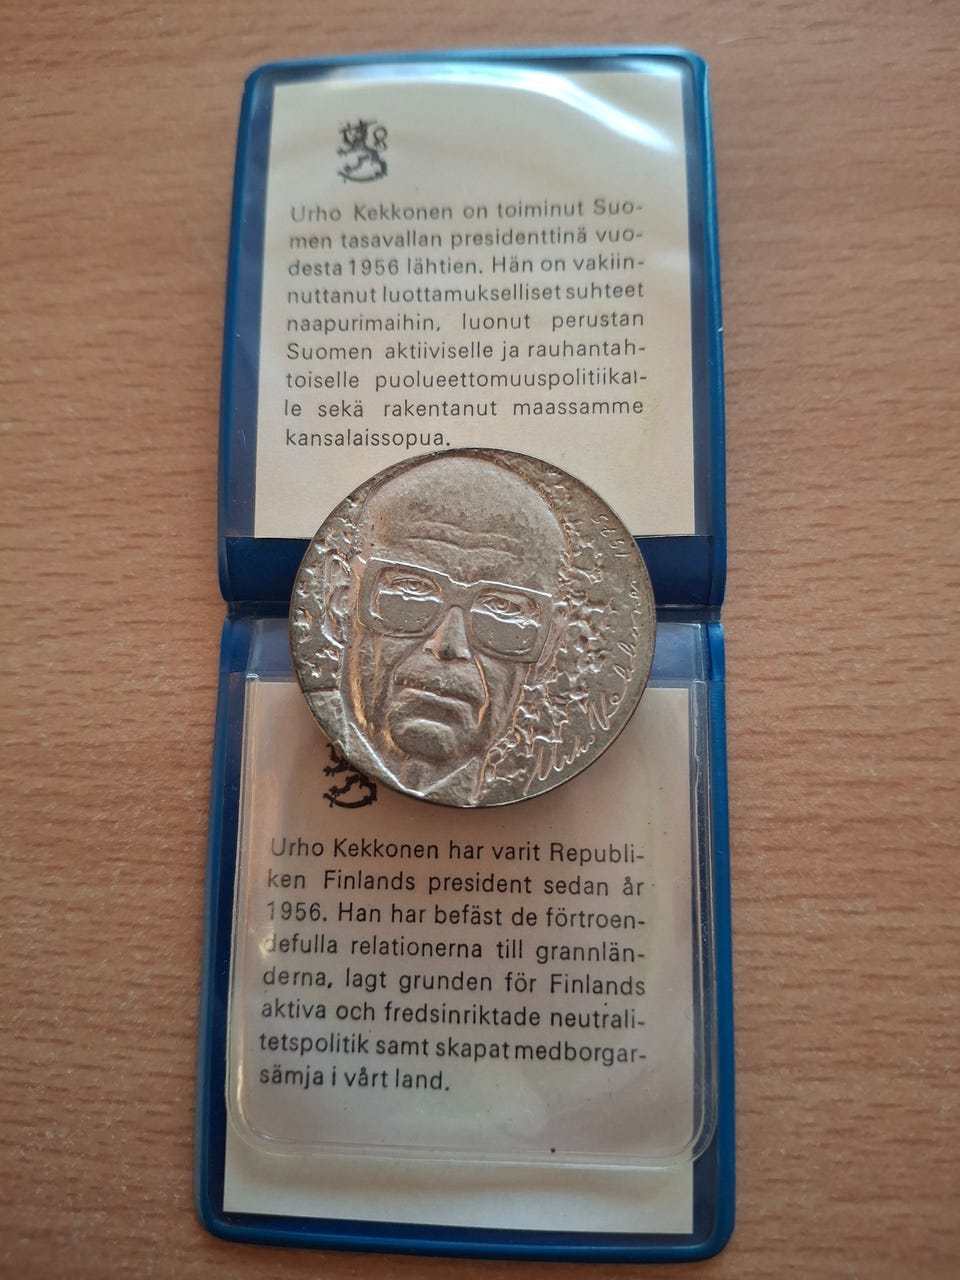 Urho Kekkonen on toiminut Suo-
men tasavallan presidenttinä vuo-
desta 1956 lähtien. Hän on vakiin-
nuttanut luottamukselliset suhteet
naapurimaihin, luonut perustan
Suomen aktiiviselle ja rauhantah-
toiselle puolueettomuuspolitiikal-
le sekä rakentanut maassamme
kansalaissopua.
1975
Urho Kekkonen
Urho Kekkonen har varit Republi-
ken Finlands president sedan år
1956. Han har befäst de förtroen-
defulla relationerna till grannlän-
derna, lagt grunden för Finlands
aktiva och fredsinriktade neutrali-
tetspolitik samt skapat medborgar-
sämja i vårt land.